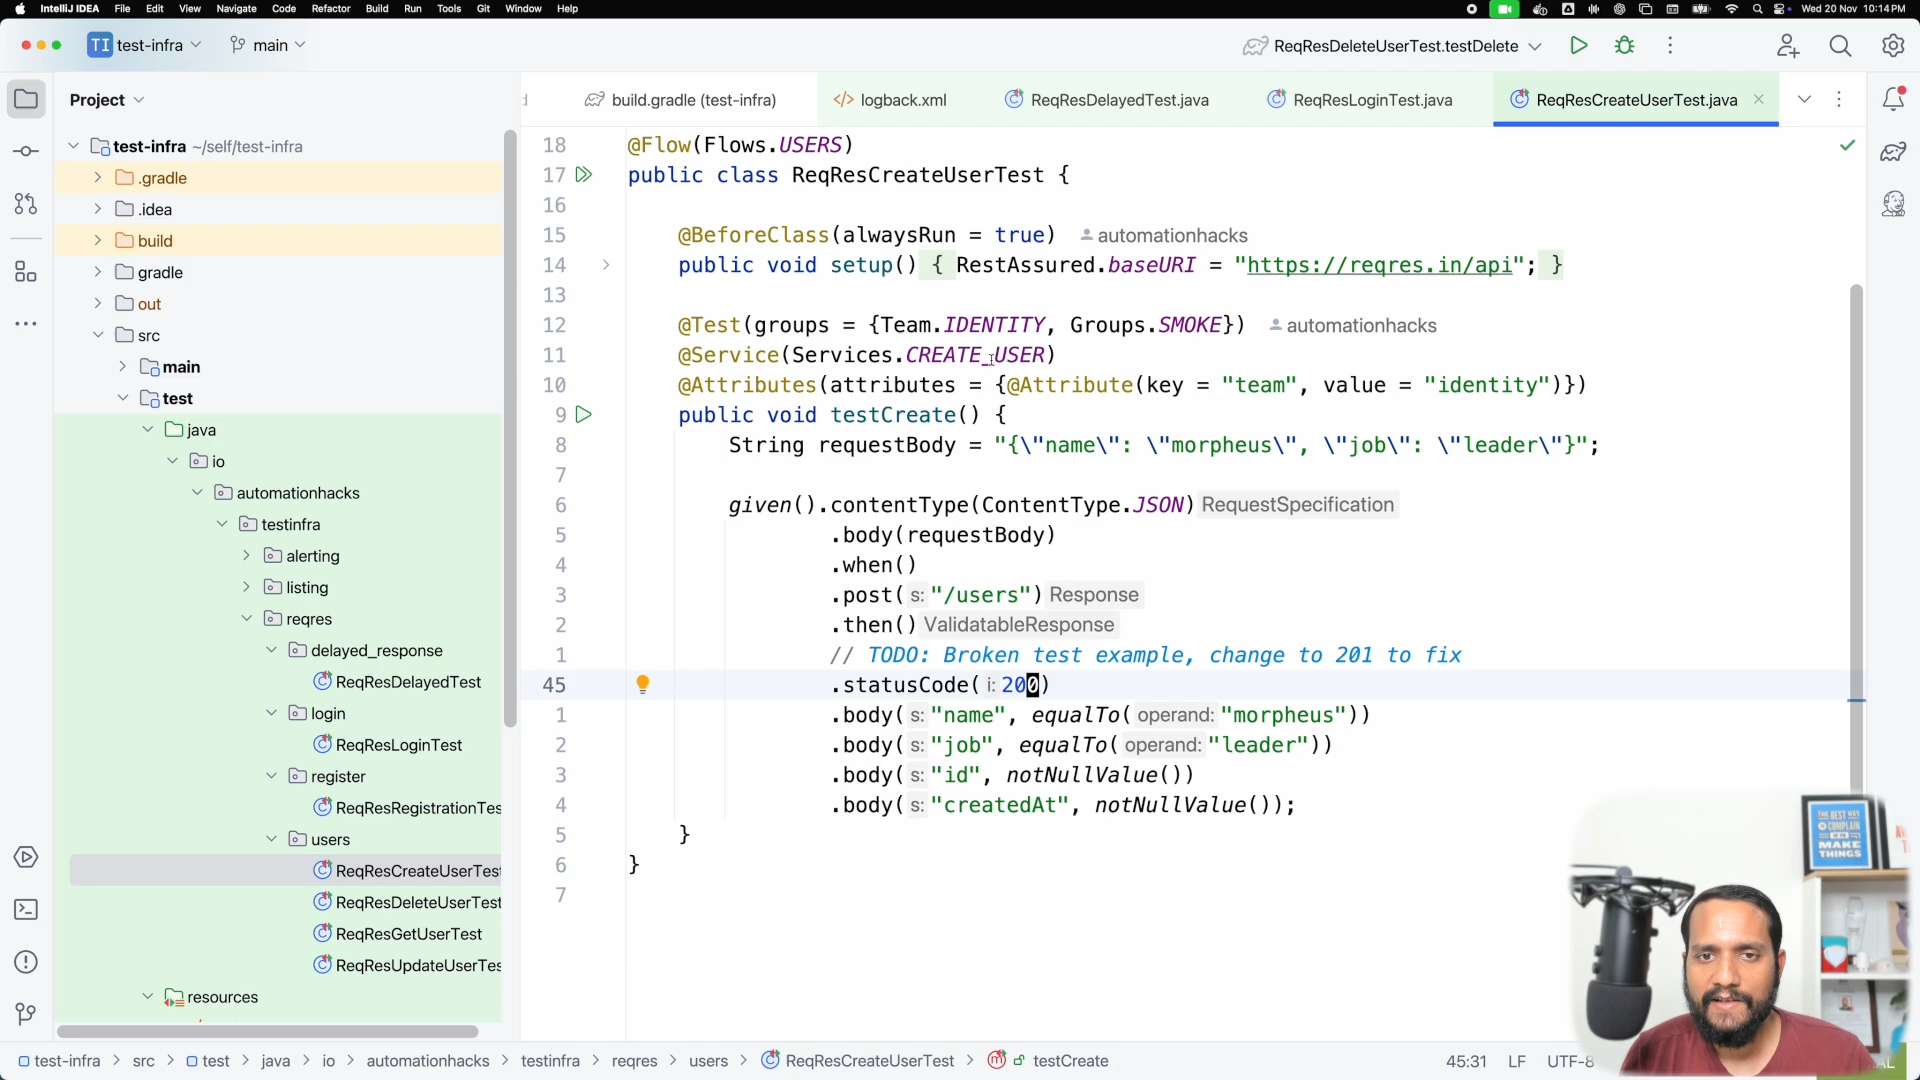 IntelliJ IDEA File Edit View Navigate Code Refactor Build Run Tools Git Window Help Wed 20 Nov 10:14 PM
TI test-infra main ReqResDeleteUserTest.testDelete
Project
build.gradle (test-infra) logback.xml ReqResDelayedTest.java ReqResLoginTest.java ReqResCreateUserTest.java
test-infra ~/self/test-infra
.gradle
.idea
build
gradle
out
src
main
test
java
io
automationhacks
testinfra
alerting
listing
reqres
delayed_response
ReqResDelayedTest
login
ReqResLoginTest
register
ReqResRegistrationTes
users
ReqResCreateUserTest
ReqResDeleteUserTest
ReqResGetUserTest
ReqResUpdateUserTes
resources
18 @Flow(Flows.USERS)
17 public class ReqResCreateUserTest {
16
15 @BeforeClass(alwaysRun = true) automationhacks
14 public void setup() { RestAssured.baseURI = "https://reqres.in/api"; }
13
12 @Test(groups = {Team.IDENTITY, Groups.SMOKE}) automationhacks
11 @Service(Services.CREATE_USER)
10 @Attributes(attributes = {@Attribute(key = "team", value = "identity")})
9 public void testCreate() {
8 String requestBody = "{\"name\": \"morpheus\", \"job\": \"leader\"}";
7
6 given().contentType(ContentType.JSON) RequestSpecification
5 .body(requestBody)
4 .when()
3 .post( s: "/users") Response
2 .then() ValidatableResponse
1 // TODO: Broken test example, change to 201 to fix
45 .statusCode( i: 200)
1 .body( s: "name", equalTo( operand: "morpheus"))
2 .body( s: "job", equalTo( operand: "leader"))
3 .body( s: "id", notNullValue())
4 .body( s: "createdAt", notNullValue());
5 }
6 }
7
THE BEST WAY
TO COMPLAIN
IS TO
MAKE
THINGS
test-infra > src > test > java > io > automationhacks > testinfra > reqres > users > ReqResCreateUserTest > testCreate 45:31 LF UTF-8